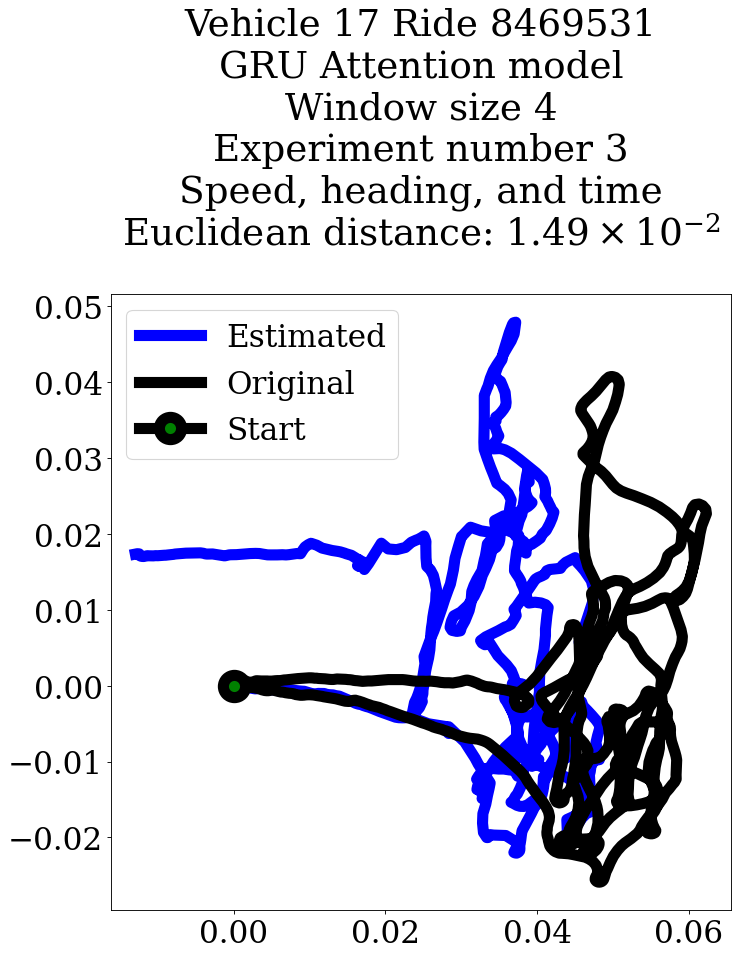 Vehicle 17 Ride 8469531
GRU Attention model
Window size 4
Experiment number 3
Speed, heading, and time
Euclidean distance: 1.49 × 10⁻²
0.05
0.04
0.03
0.02
0.01
0.00
−0.01
−0.02
Estimated
Original
Start
0.00 0.02 0.04 0.06